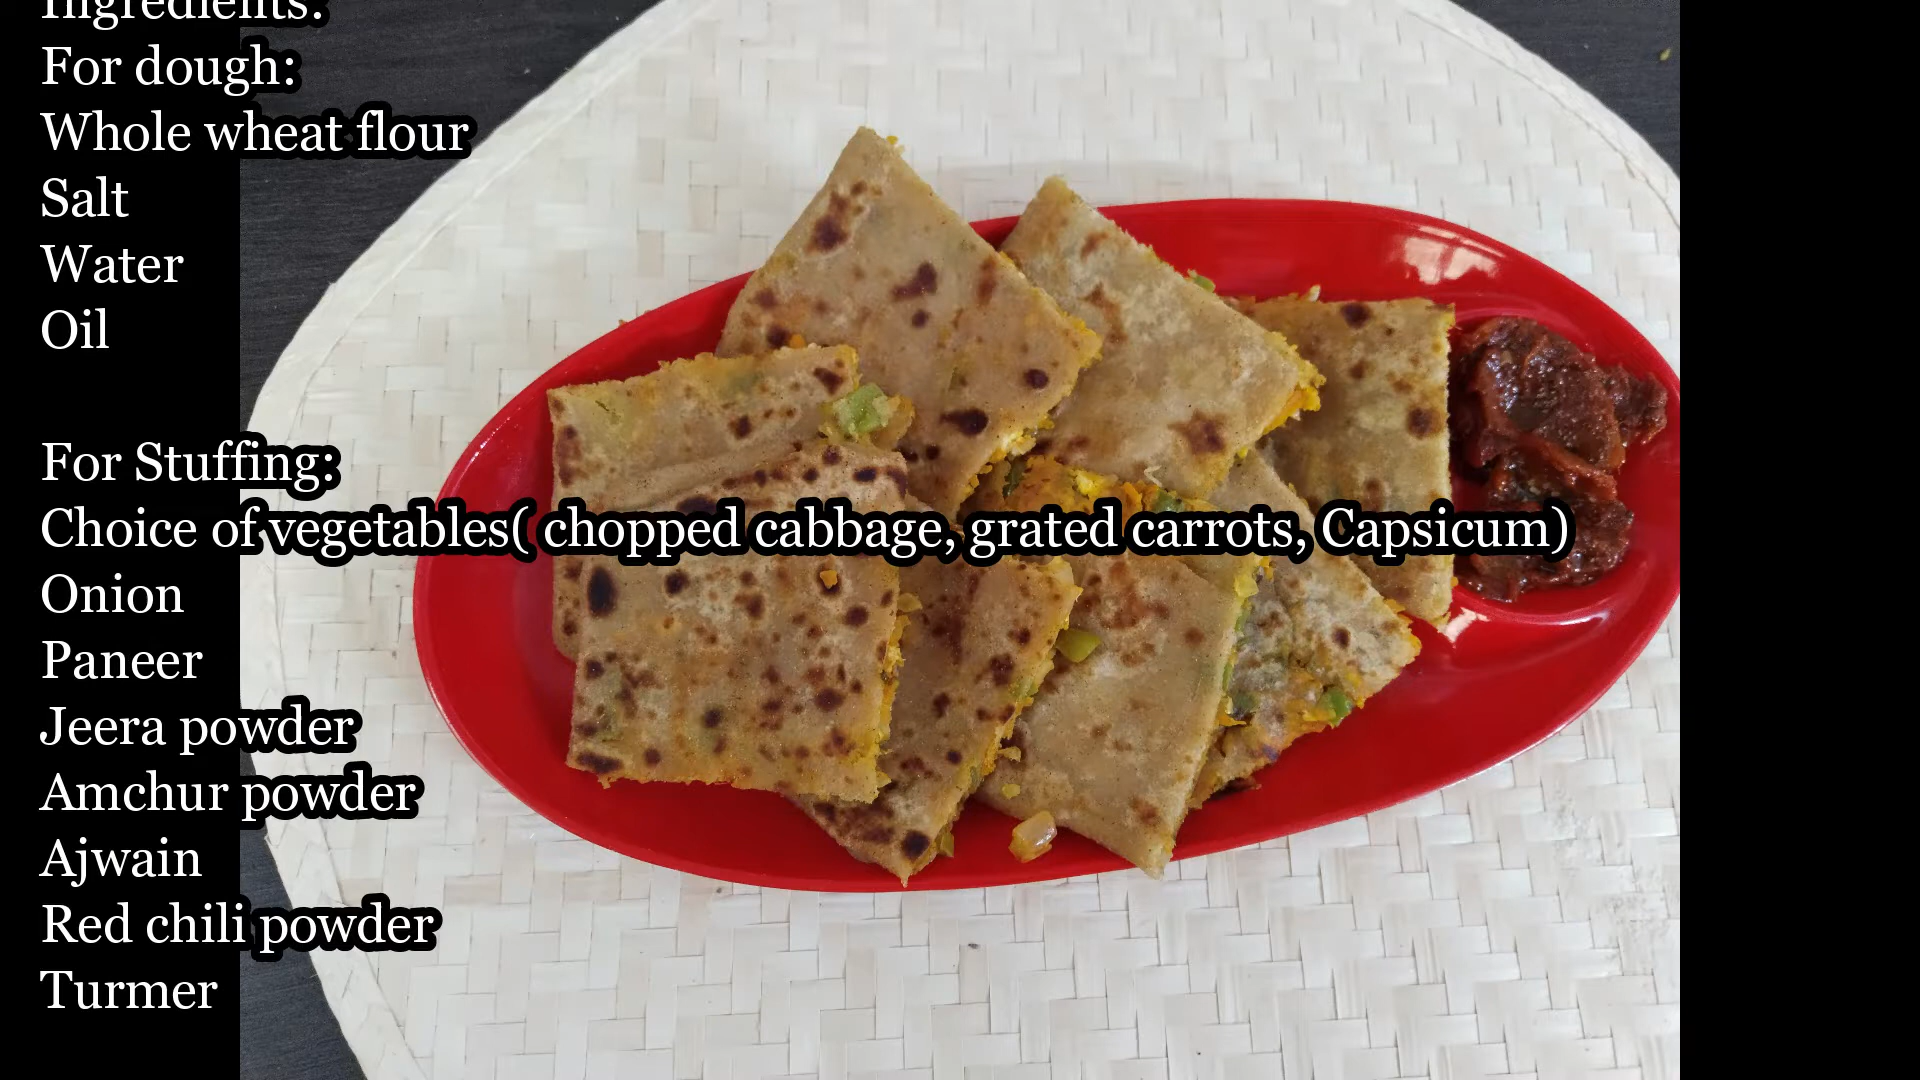 Ingredients:
For dough:
Whole wheat flour
Salt
Water
Oil
For Stuffing:
Choice of vegetables( chopped cabbage, grated carrots, Capsicum)
Onion
Paneer
Jeera powder
Amchur powder
Ajwain
Red chili powder
Turmer